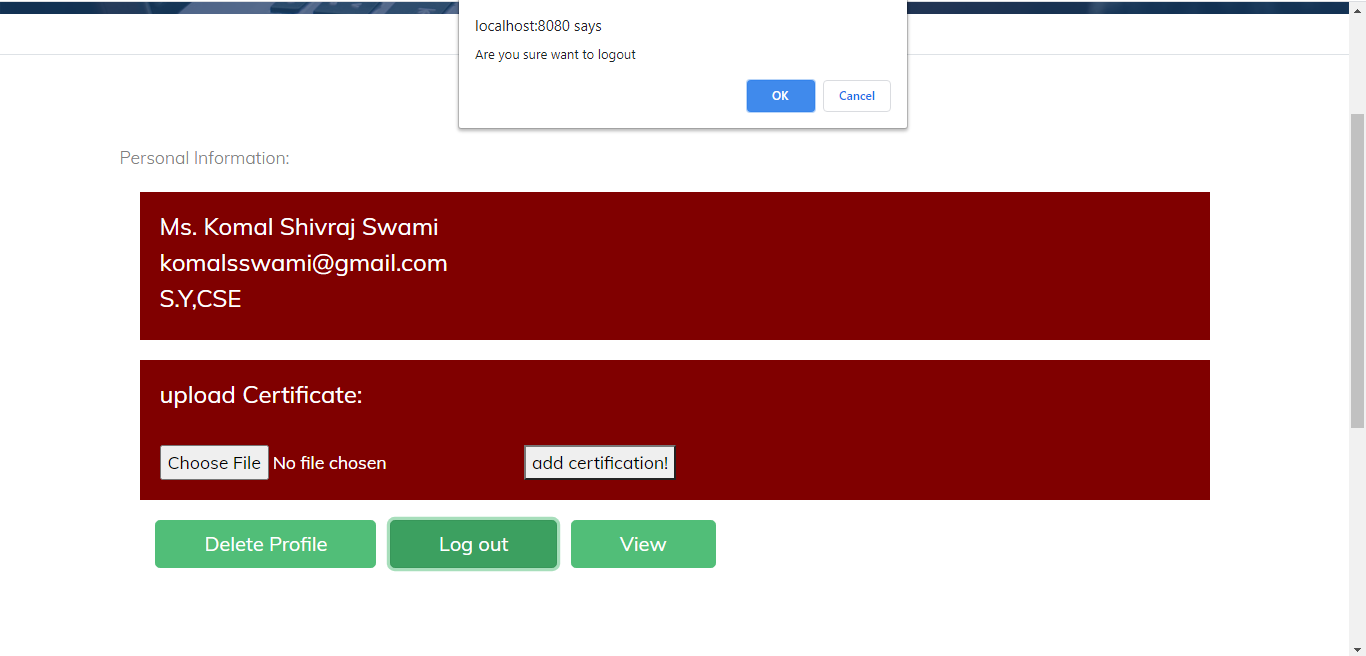 localhost:8080 says
Are you sure want to logout
OK Cancel
Personal Information:
Ms. Komal Shivraj Swami
komalsswami@gmail.com
S.Y,CSE
upload Certificate:
Choose File No file chosen add certification!
Delete Profile Log out View